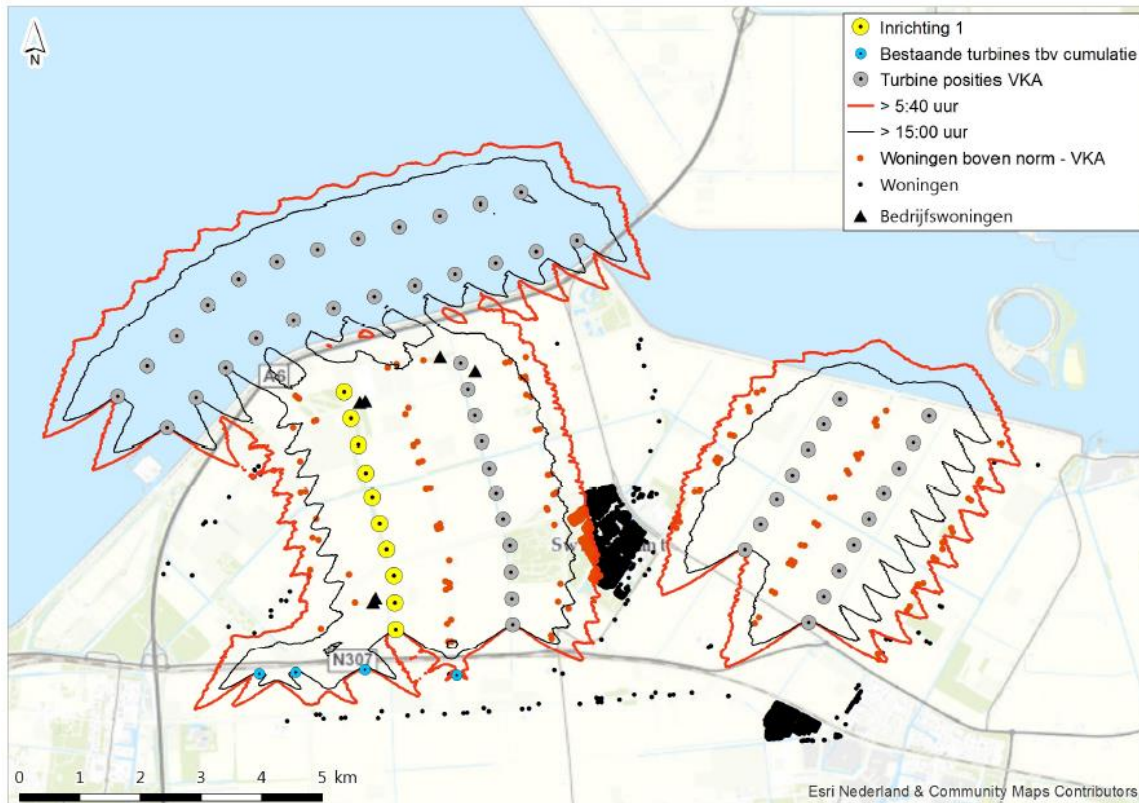 N
Inrichting 1
Bestaande turbines tbv cumulatie
Turbine posities VKA
> 5:40 uur
> 15:00 uur
Woningen boven norm - VKA
Woningen
Bedrijfswoningen
A6
N307
0 1 2 3 4 5 km
Esri Nederland & Community Maps Contributors